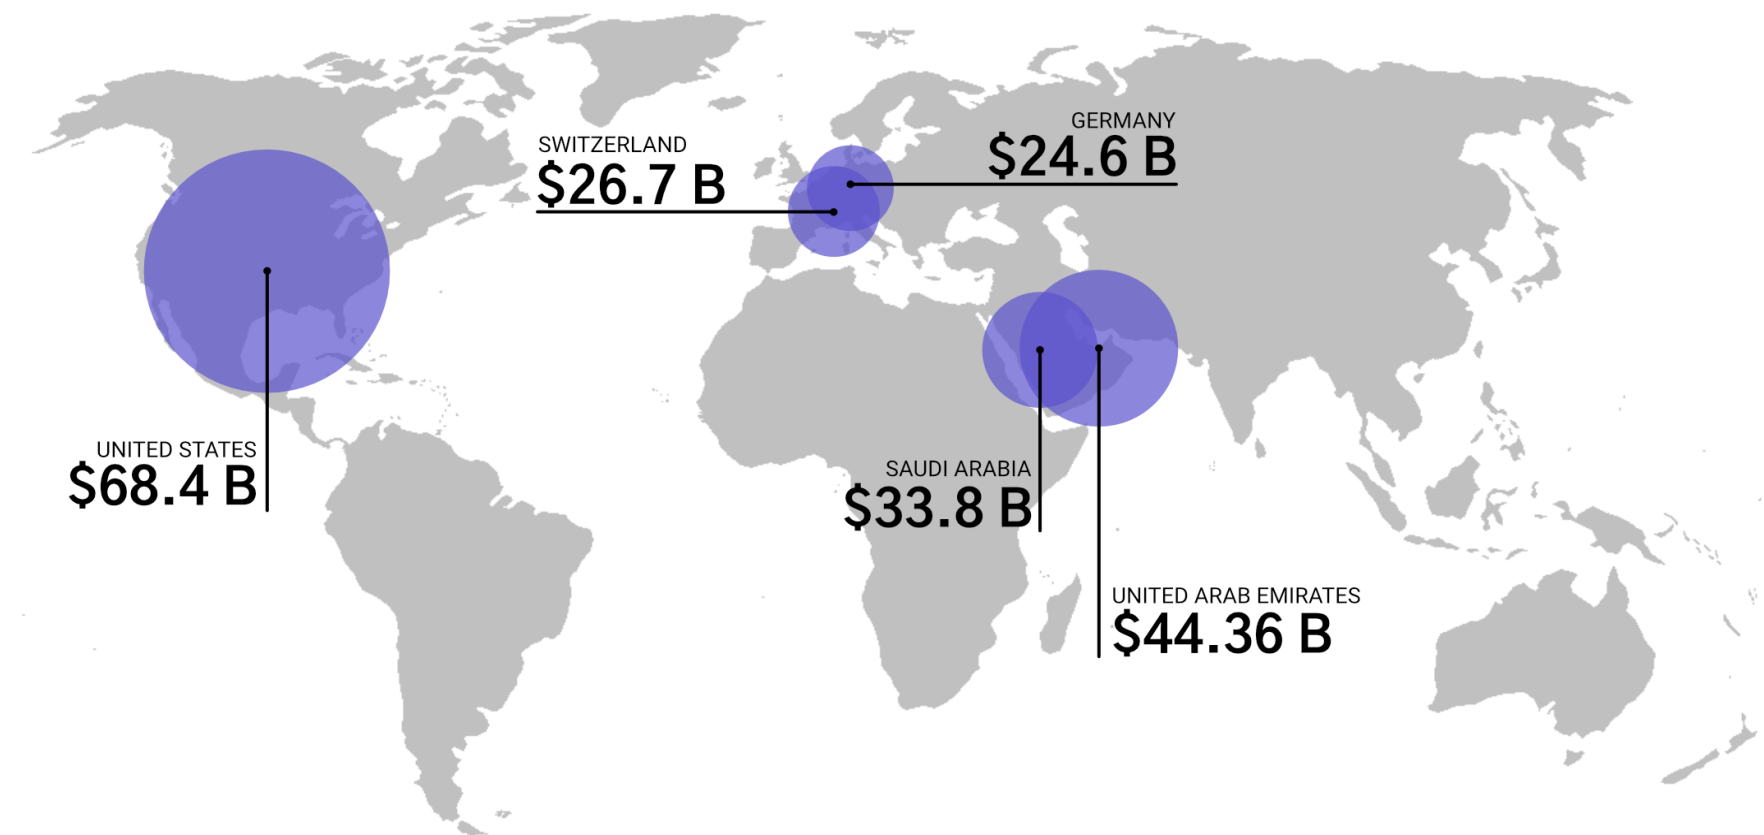 GERMANY
$24.6 B
SWITZERLAND
$26.7 B
UNITED STATES
$68.4 B
SAUDI ARABIA
$33.8 B
UNITED ARAB EMIRATES
$44.36 B